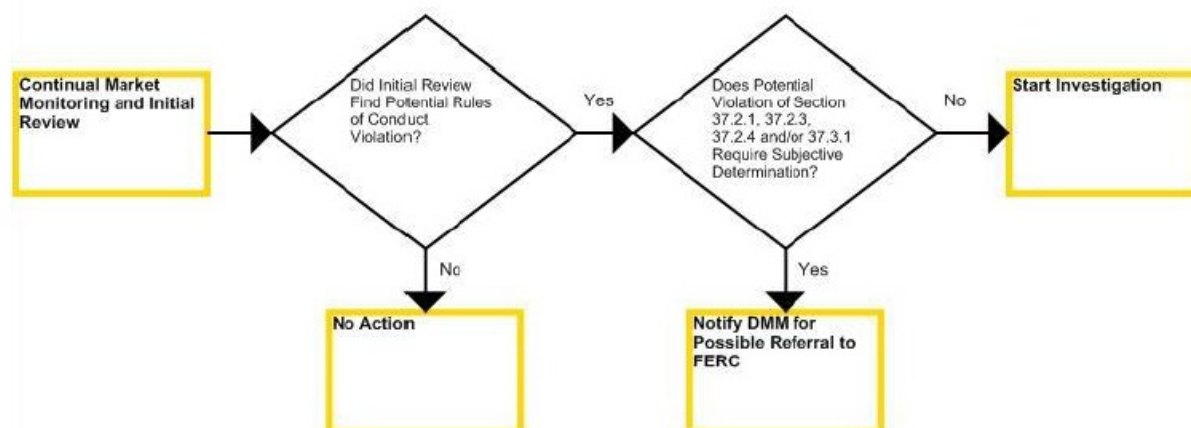 Continual Market
Monitoring and Initial
Review
Did Initial Review
Find Potential Rules
of Conduct
Violation?
Yes
Does Potential
Violation of Section
37.2.1, 37.2.3,
37.2.4 and/or 37.3.1
Require Subjective
Determination?
No
Start Investigation
No
Yes
No Action
Notify DMM for
Possible Referral to
FERC